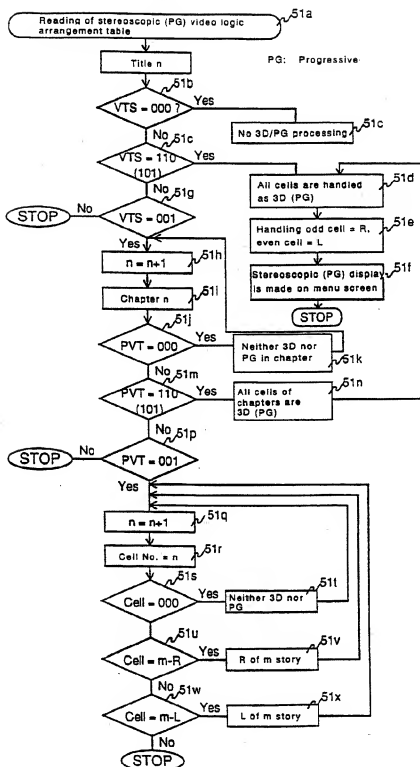 51a
Reading of stereoscopic (PG) video logic
arrangement table
Title n
PG: Progressive
51b
VTS = 000 ?
Yes
No
51c
No 3D/PG processing
51c
VTS = 110
(101)
Yes
No
51d
All cells are handled
as 3D (PG)
51g
VTS = 001
No
STOP
Yes
51e
Handling odd cell = R,
even cell = L
51h
n = n+1
51f
Stereoscopic (PG) display
is made on menu screen
STOP
51i
Chapter n
51j
PVT = 000
Yes
No
Neither 3D nor
PG in chapter
51k
51m
PVT = 110
(101)
Yes
No
51n
All cells of
chapters are
3D (PG)
51p
PVT = 001
No
STOP
Yes
51q
n = n+1
51r
Cell No. = n
51s
Cell = 000
Yes
No
51t
Neither 3D nor
PG
51u
Cell = m-R
Yes
No
51v
R of m story
51w
Cell = m-L
Yes
No
51x
L of m story
STOP